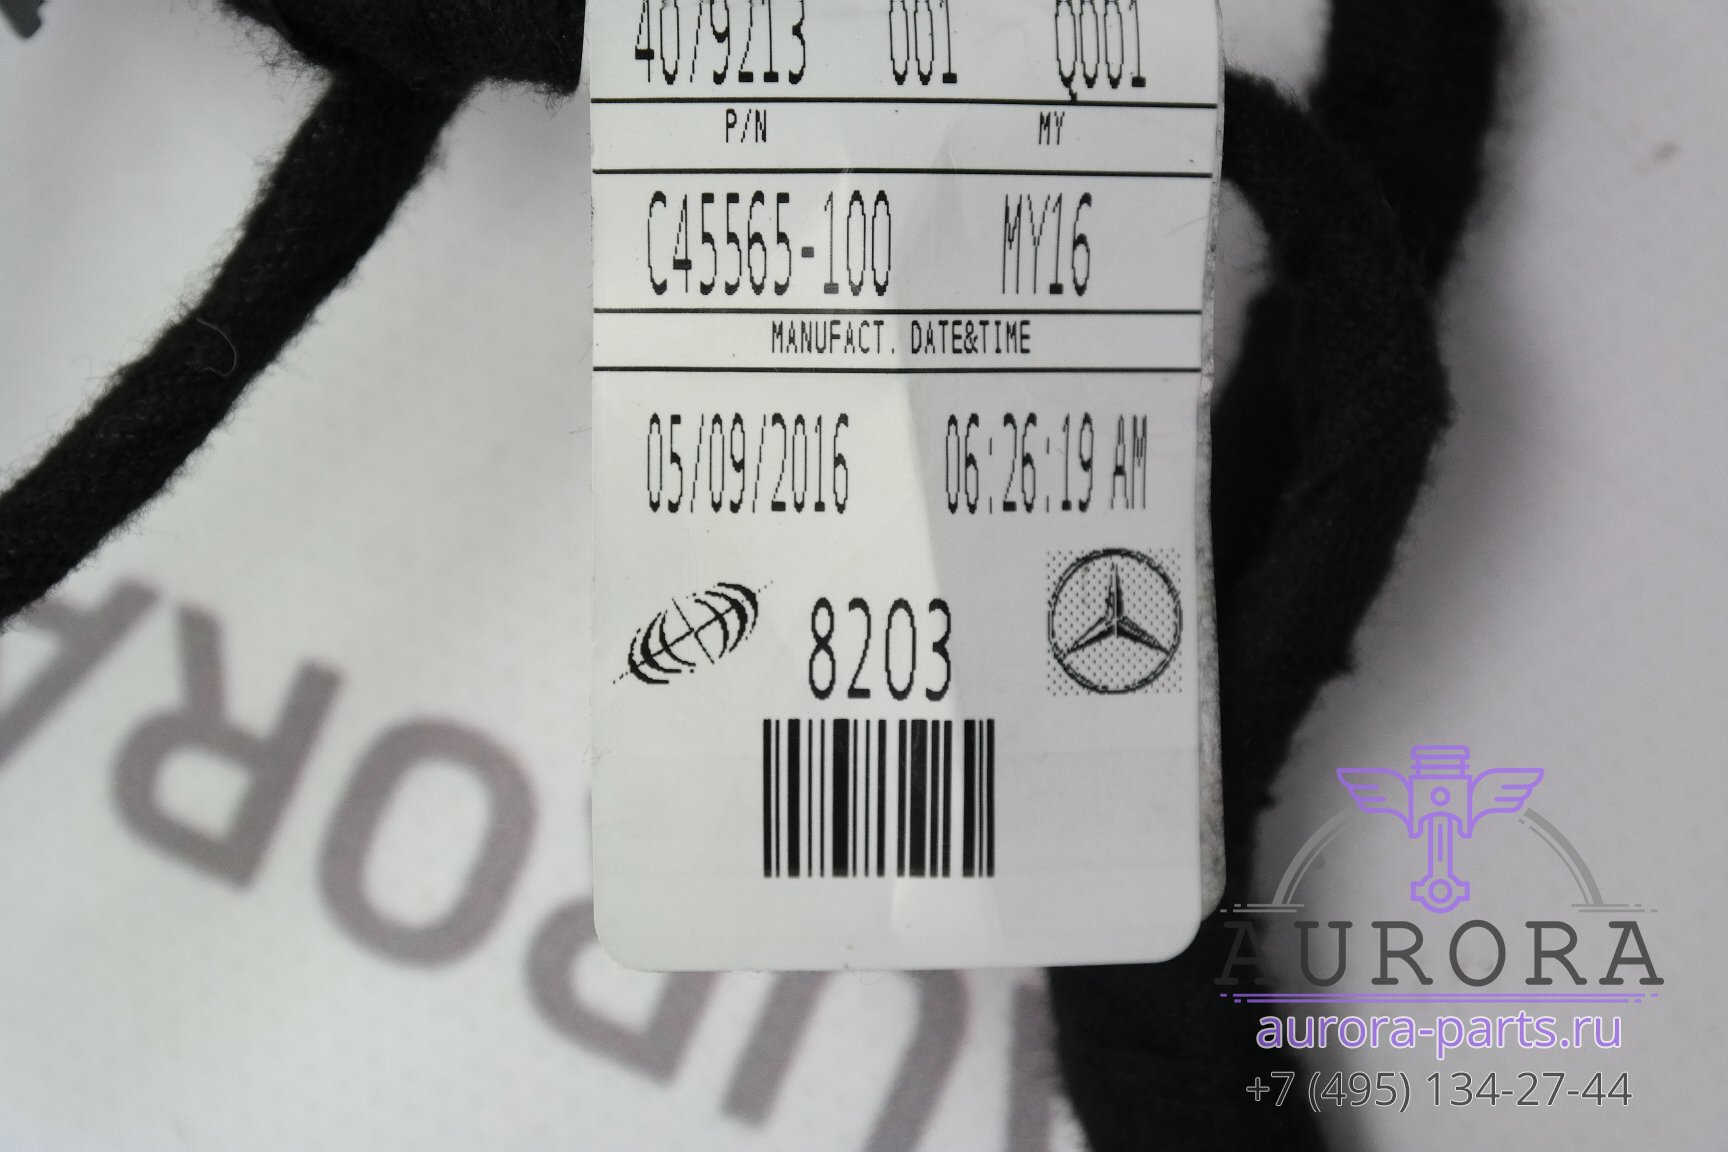 4079213 001 Q001
P/N MY
C45565-100 MY16
MANUFACT. DATE&TIME
05/09/2016 06:26:19 AM
8203
AURORA
AURORA
aurora-parts.ru
+7 (495) 134-27-44